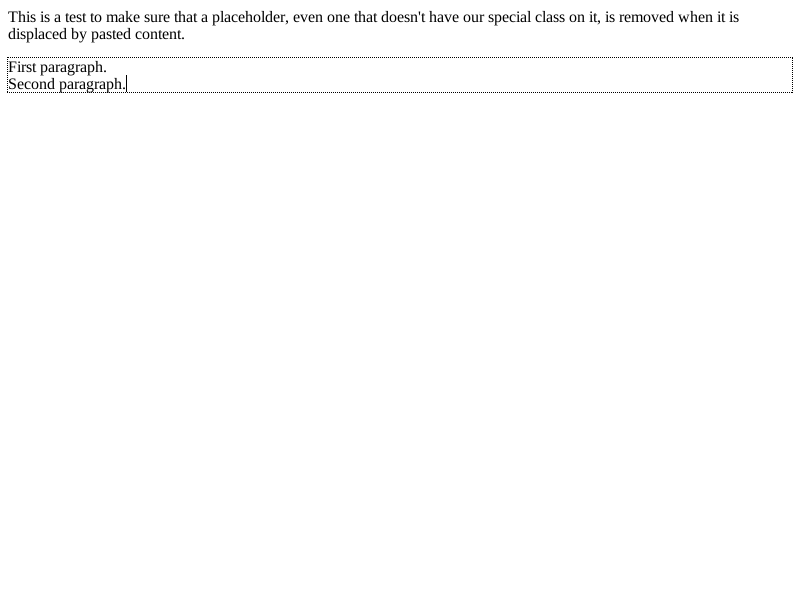 This is a test to make sure that a placeholder, even one that doesn't have our special class on it, is removed when it is
displaced by pasted content.
First paragraph.
Second paragraph.